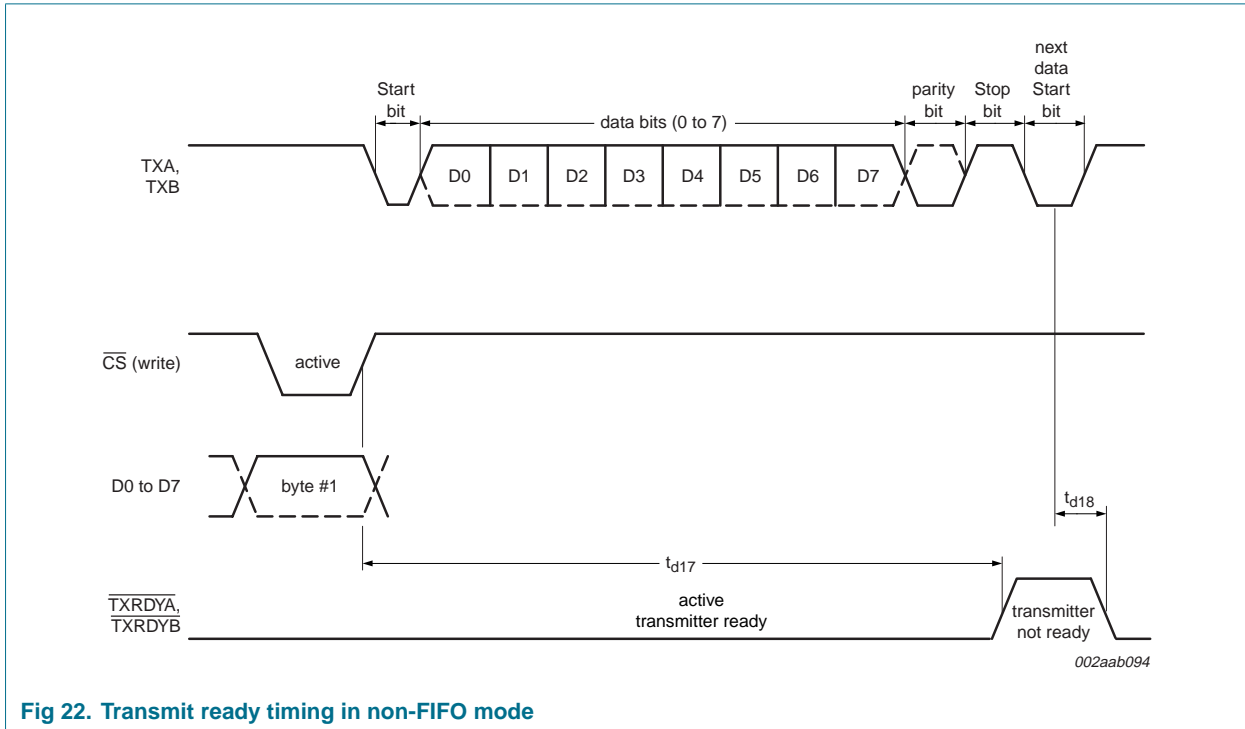 next
data
Start
bit
Start
bit
data bits (0 to 7)
parity
bit
Stop
bit
TXA,
TXB
D0 D1 D2 D3 D4 D5 D6 D7
CS (write)
active
D0 to D7
byte #1
td18
td17
TXRDYA,
TXRDYB
active
transmitter ready
transmitter
not ready
002aab094
Fig 22. Transmit ready timing in non-FIFO mode